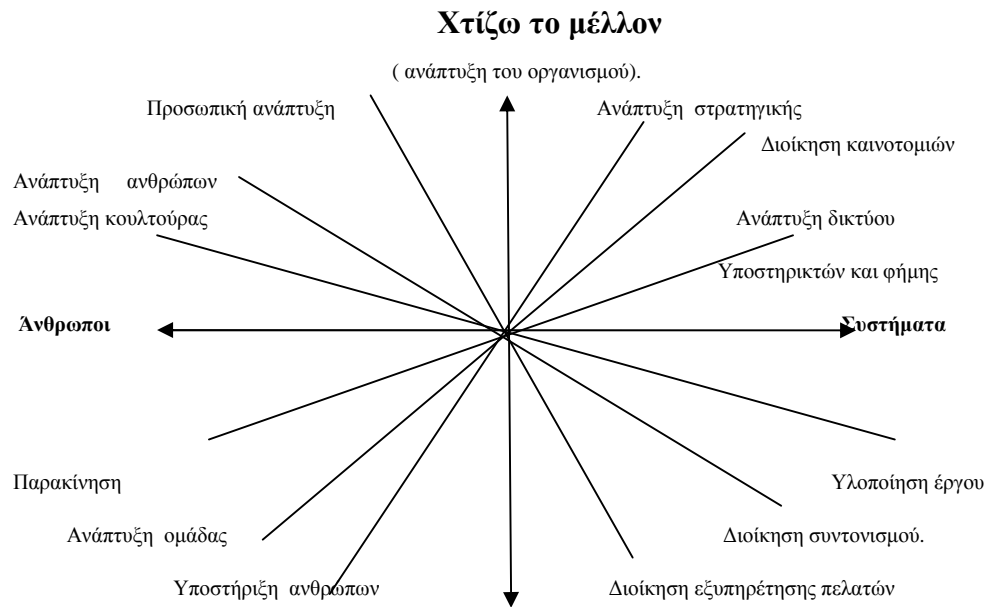 Χτίζω το μέλλον
( ανάπτυξη του οργανισμού).
Προσωπική ανάπτυξη
Ανάπτυξη στρατηγικής
Διοίκηση καινοτομιών
Ανάπτυξη ανθρώπων
Ανάπτυξη κουλτούρας
Ανάπτυξη δικτύου
Υποστηρικτών και φήμης
Άνθρωποι
Συστήματα
Παρακίνηση
Υλοποίηση έργου
Ανάπτυξη ομάδας
Διοίκηση συντονισμού.
Υποστήριξη ανθρώπων
Διοίκηση εξυπηρέτησης πελατών